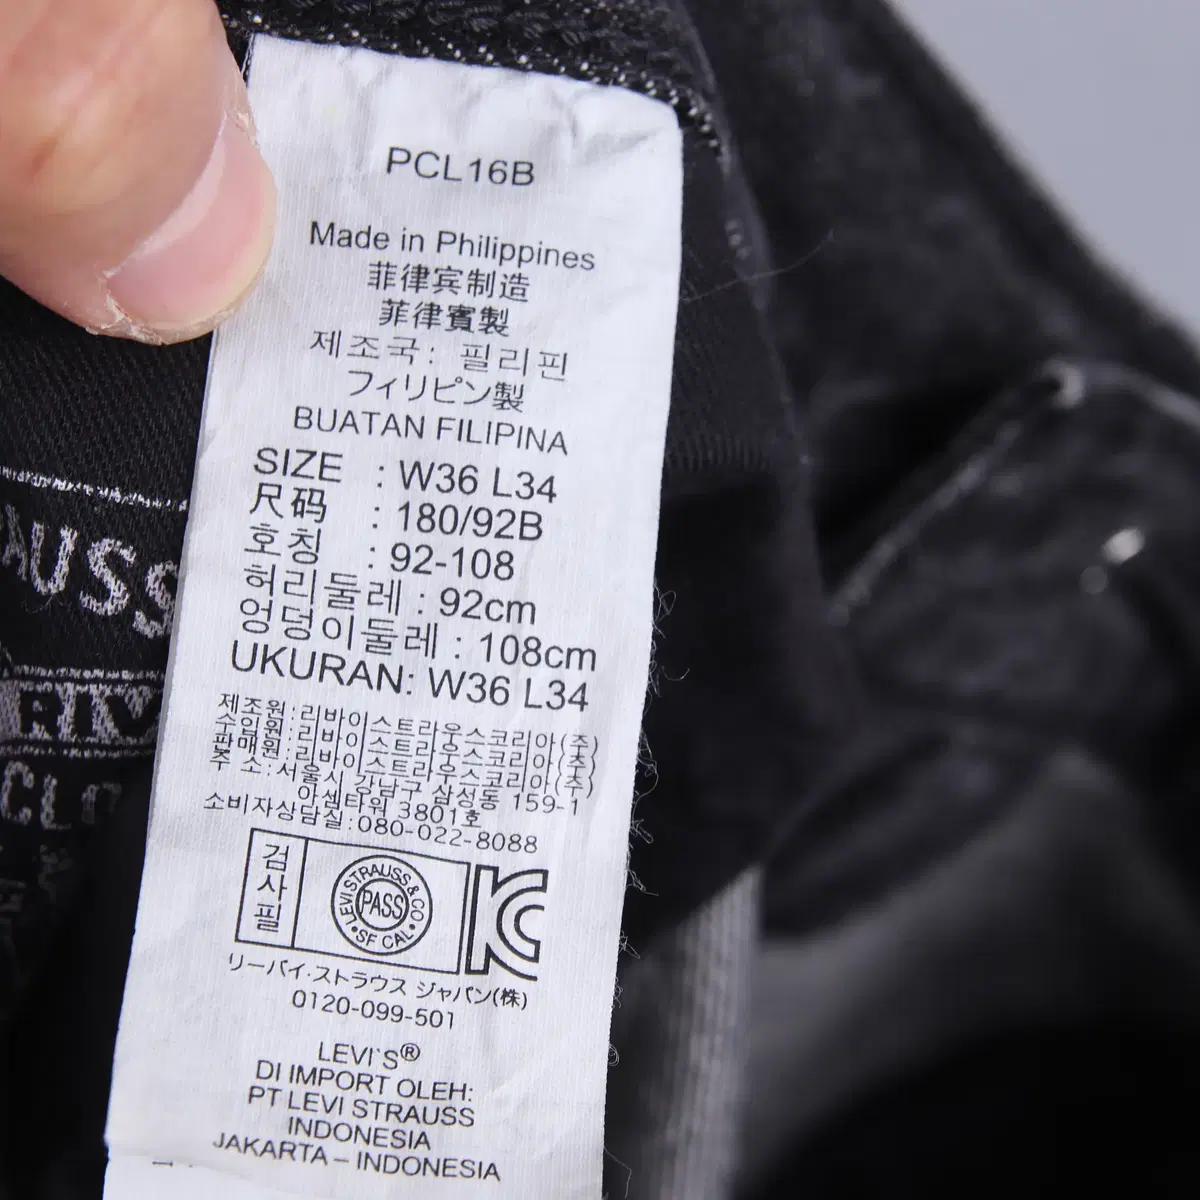 PCL16B
Made in Philippines
菲律宾制造
菲律賓製
제조국: 필리핀
フィリピン製
BUATAN FILIPINA
SIZE : W36 L34
尺码 : 180/92B
호칭 : 92-108
허리둘레 : 92cm
엉덩이둘레 : 108cm
UKURAN: W36 L34
제조원:리바이스트라우스코리아(주)
수입원:리바이스트라우스코리아(주)
판매원:리바이스트라우스코리아(주)
주 소:서울시 강남구 삼성동 159-1
아셈타워 3801호
소비자상담실:080-022-8088
검사필
LEVI STRAUSS & CO
PASS
SF CAL
KC
リーバイ·ストラウス ジャパン(株)
0120-099-501
LEVI'S®
DI IMPORT OLEH:
PT LEVI STRAUSS
INDONESIA
JAKARTA – INDONESIA
AUSS
RIV
CLO